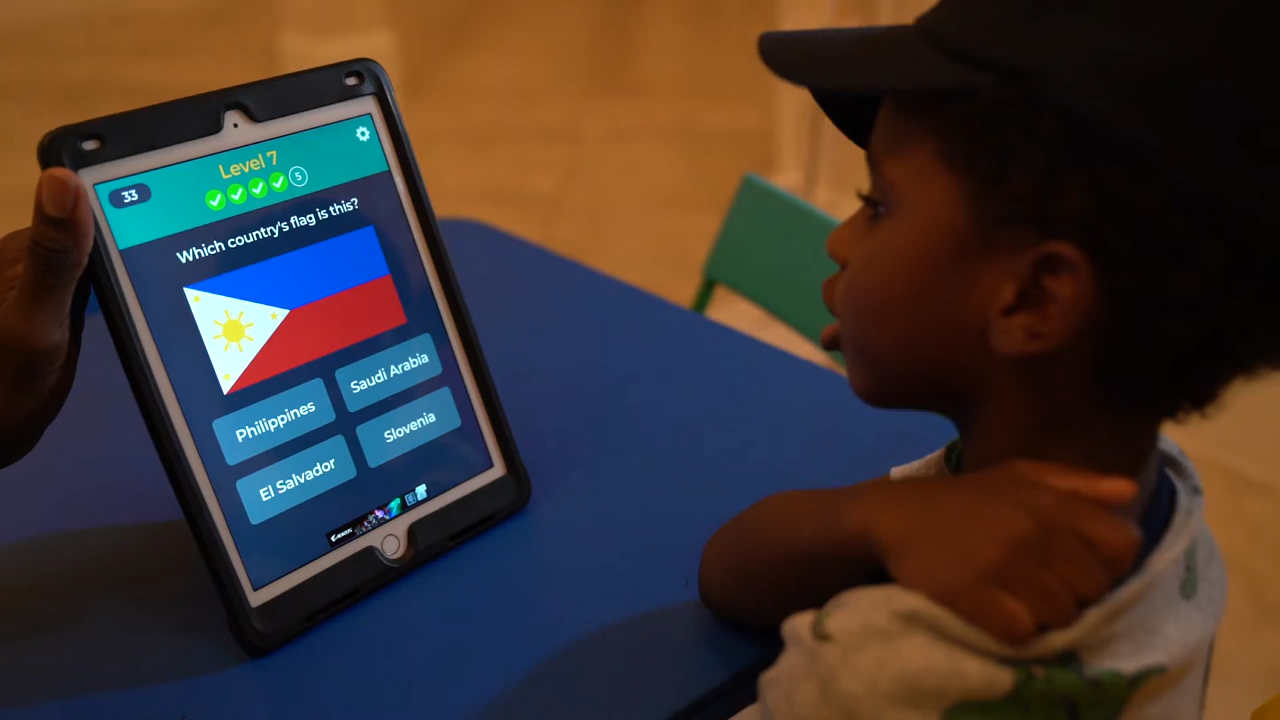 Level 7
33
5
Which country's flag is this?
Philippines
Saudi Arabia
El Salvador
Slovenia